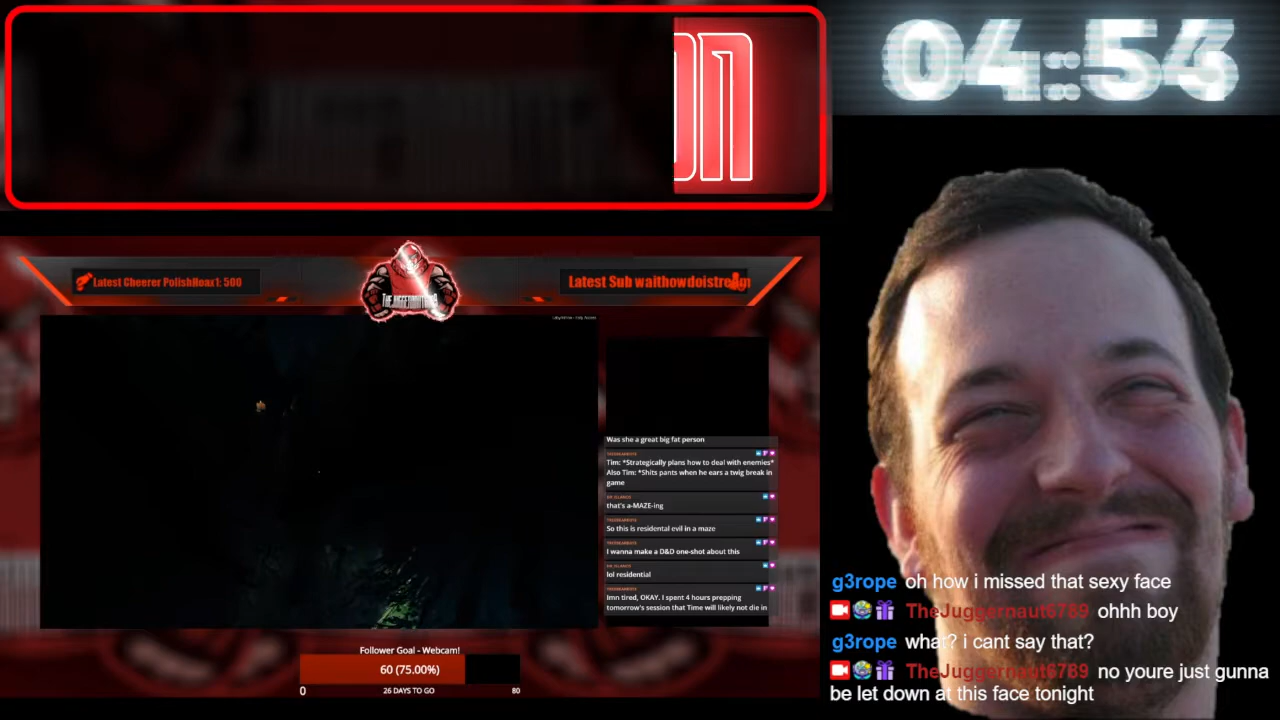 04:54
Latest Cheerer PolishHoax1: 500
Latest Sub waithowdoistream
Was she a great big fat person
Tim: *Strategically plans how to deal with enemies*
Also Tim: *Shits pants when he ears a twig break in
game
that's a-MAZE-ing
So this is residental evil in a maze
I wanna make a D&D one-shot about this
lol residential
Imn tired, OKAY. I spent 4 hours prepping
tomorrow's session that Time will likely not die in
Follower Goal - Webcam!
60 (75.00%)
0 26 DAYS TO GO 80
g3rope oh how i missed that sexy face
TheJuggernaut6789 ohhh boy
g3rope what? i cant say that?
TheJuggernaut6789 no youre just gunna
be let down at this face tonight